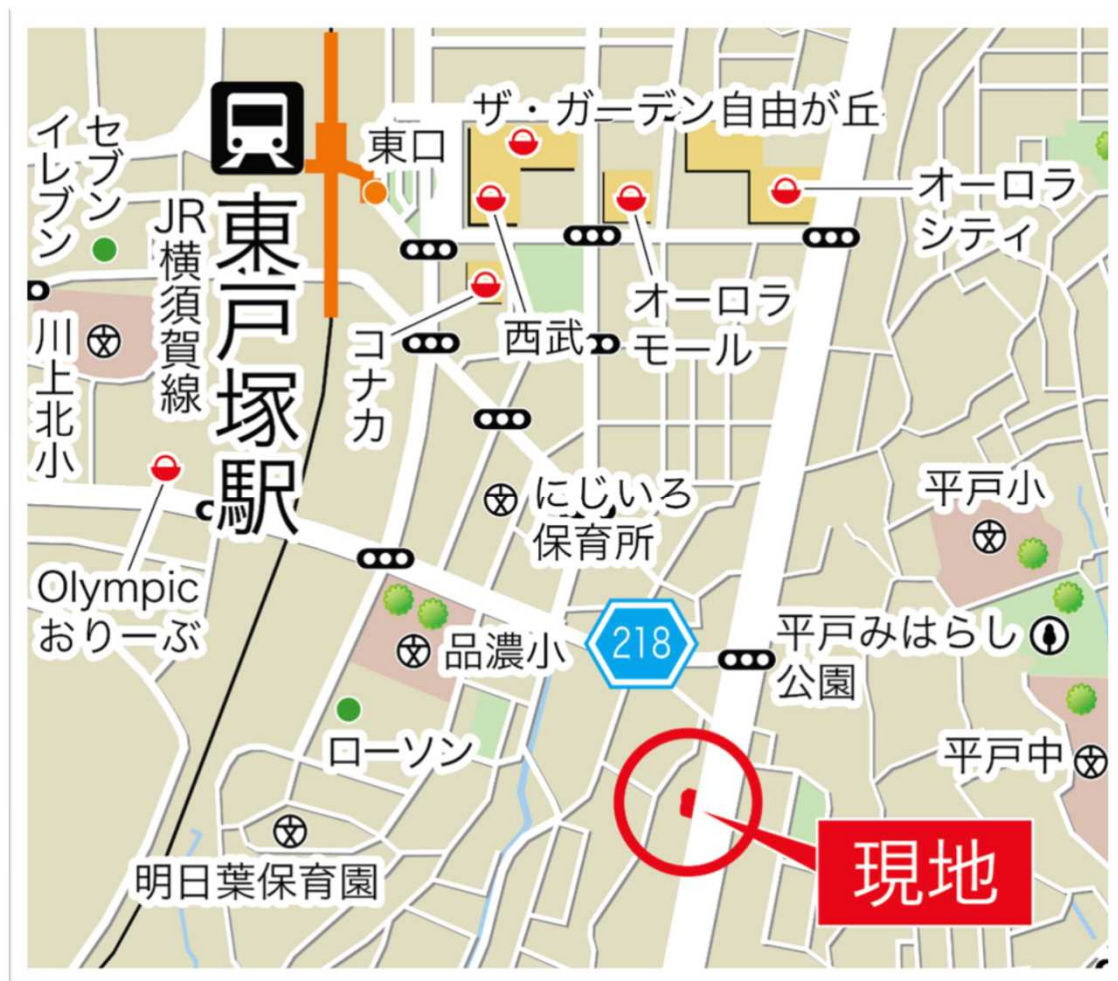 ザ・ガーデン自由が丘
東口
セブン
イレブン
JR横須賀線
東戸塚駅
オーロラ
シティ
オーロラ
モール
西武
コナカ
川上北小
にじいろ
保育所
平戸小
Olympic
おりーぶ
品濃小
218
平戸みはらし
公園
ローソン
平戸中
明日葉保育園
現地